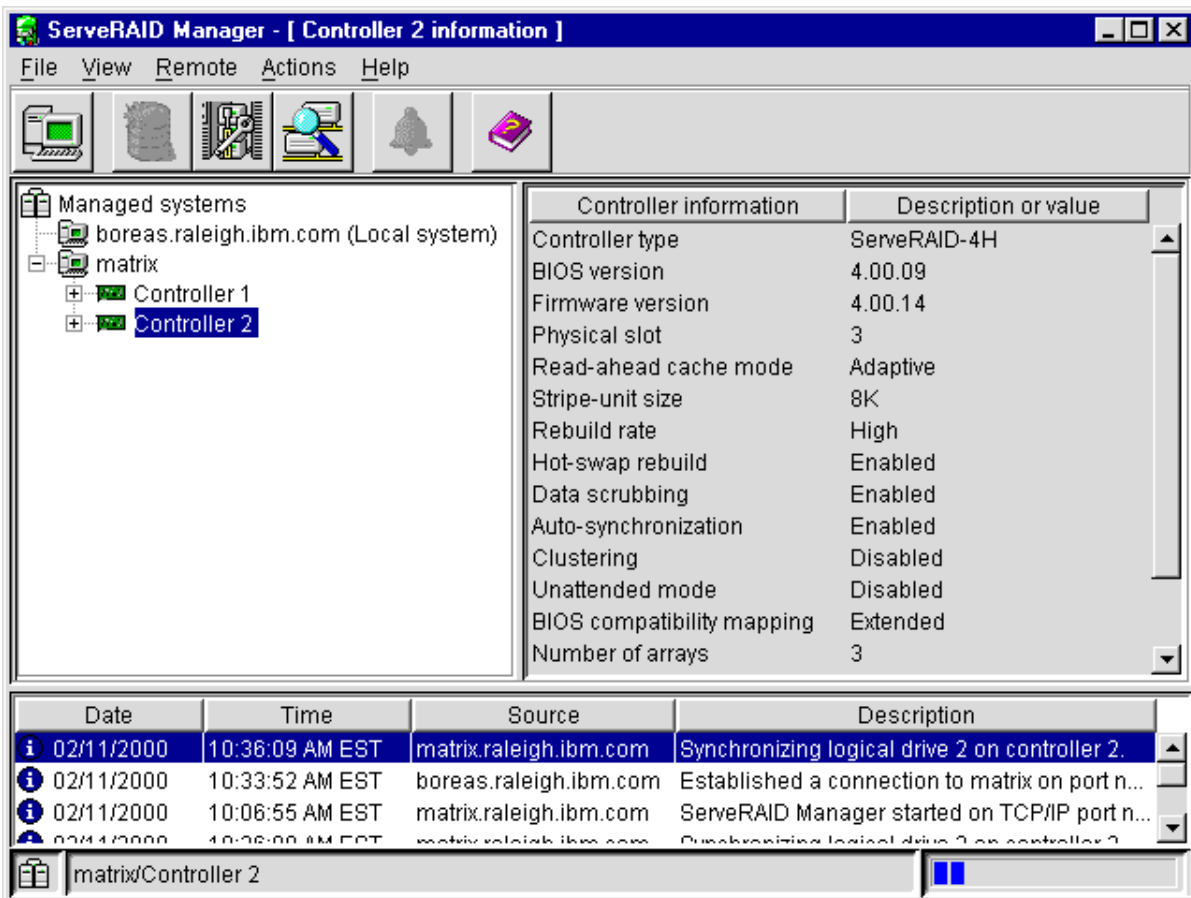 ServeRAID Manager - [ Controller 2 information ]
File View Remote Actions Help
Managed systems
boreas.raleigh.ibm.com (Local system)
matrix
Controller 1
Controller 2
Controller information Description or value
Controller type ServeRAID-4H
BIOS version 4.00.09
Firmware version 4.00.14
Physical slot 3
Read-ahead cache mode Adaptive
Stripe-unit size 8K
Rebuild rate High
Hot-swap rebuild Enabled
Data scrubbing Enabled
Auto-synchronization Enabled
Clustering Disabled
Unattended mode Disabled
BIOS compatibility mapping Extended
Number of arrays 3
Date Time Source Description
02/11/2000 10:36:09 AM EST matrix.raleigh.ibm.com Synchronizing logical drive 2 on controller 2.
02/11/2000 10:33:52 AM EST boreas.raleigh.ibm.com Established a connection to matrix on port n...
02/11/2000 10:06:55 AM EST matrix.raleigh.ibm.com ServeRAID Manager started on TCP/IP port n...
matrix/Controller 2